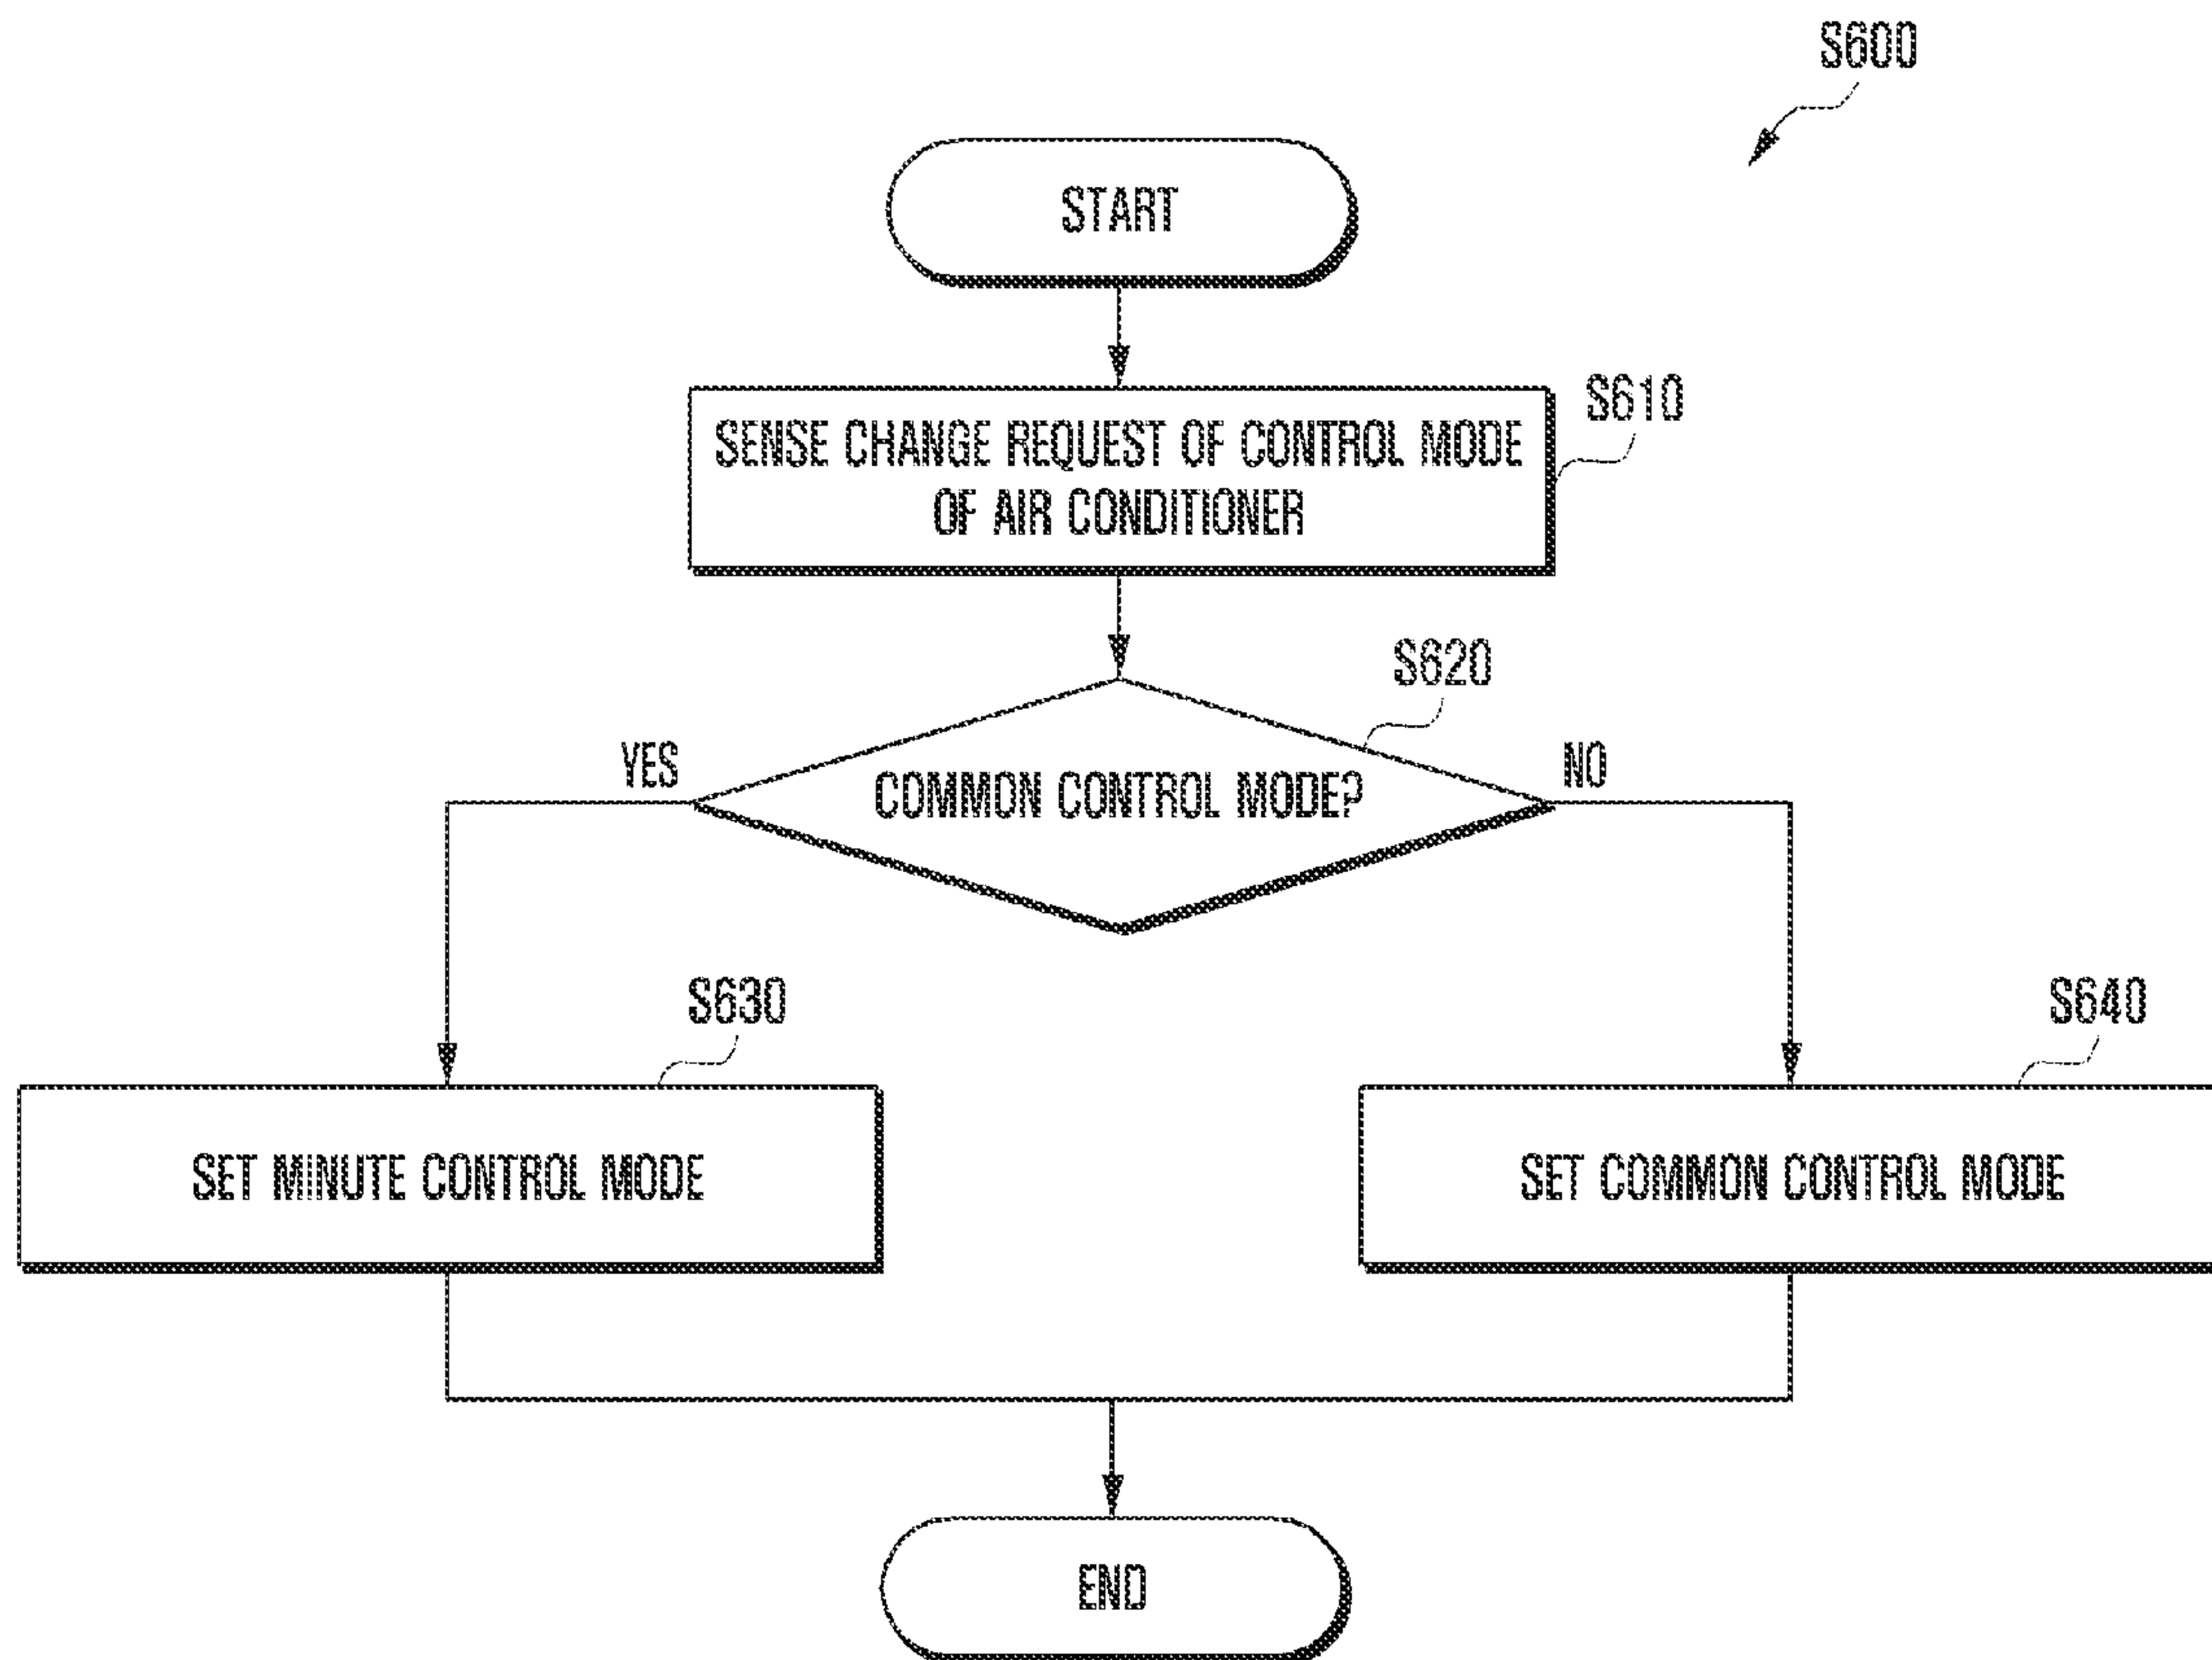 S600
START
S610
SENSE CHANGE REQUEST OF CONTROL MODE
OF AIR CONDITIONER
S620
YES
NO
COMMON CONTROL MODE?
S630
S640
SET MINUTE CONTROL MODE
SET COMMON CONTROL MODE
END